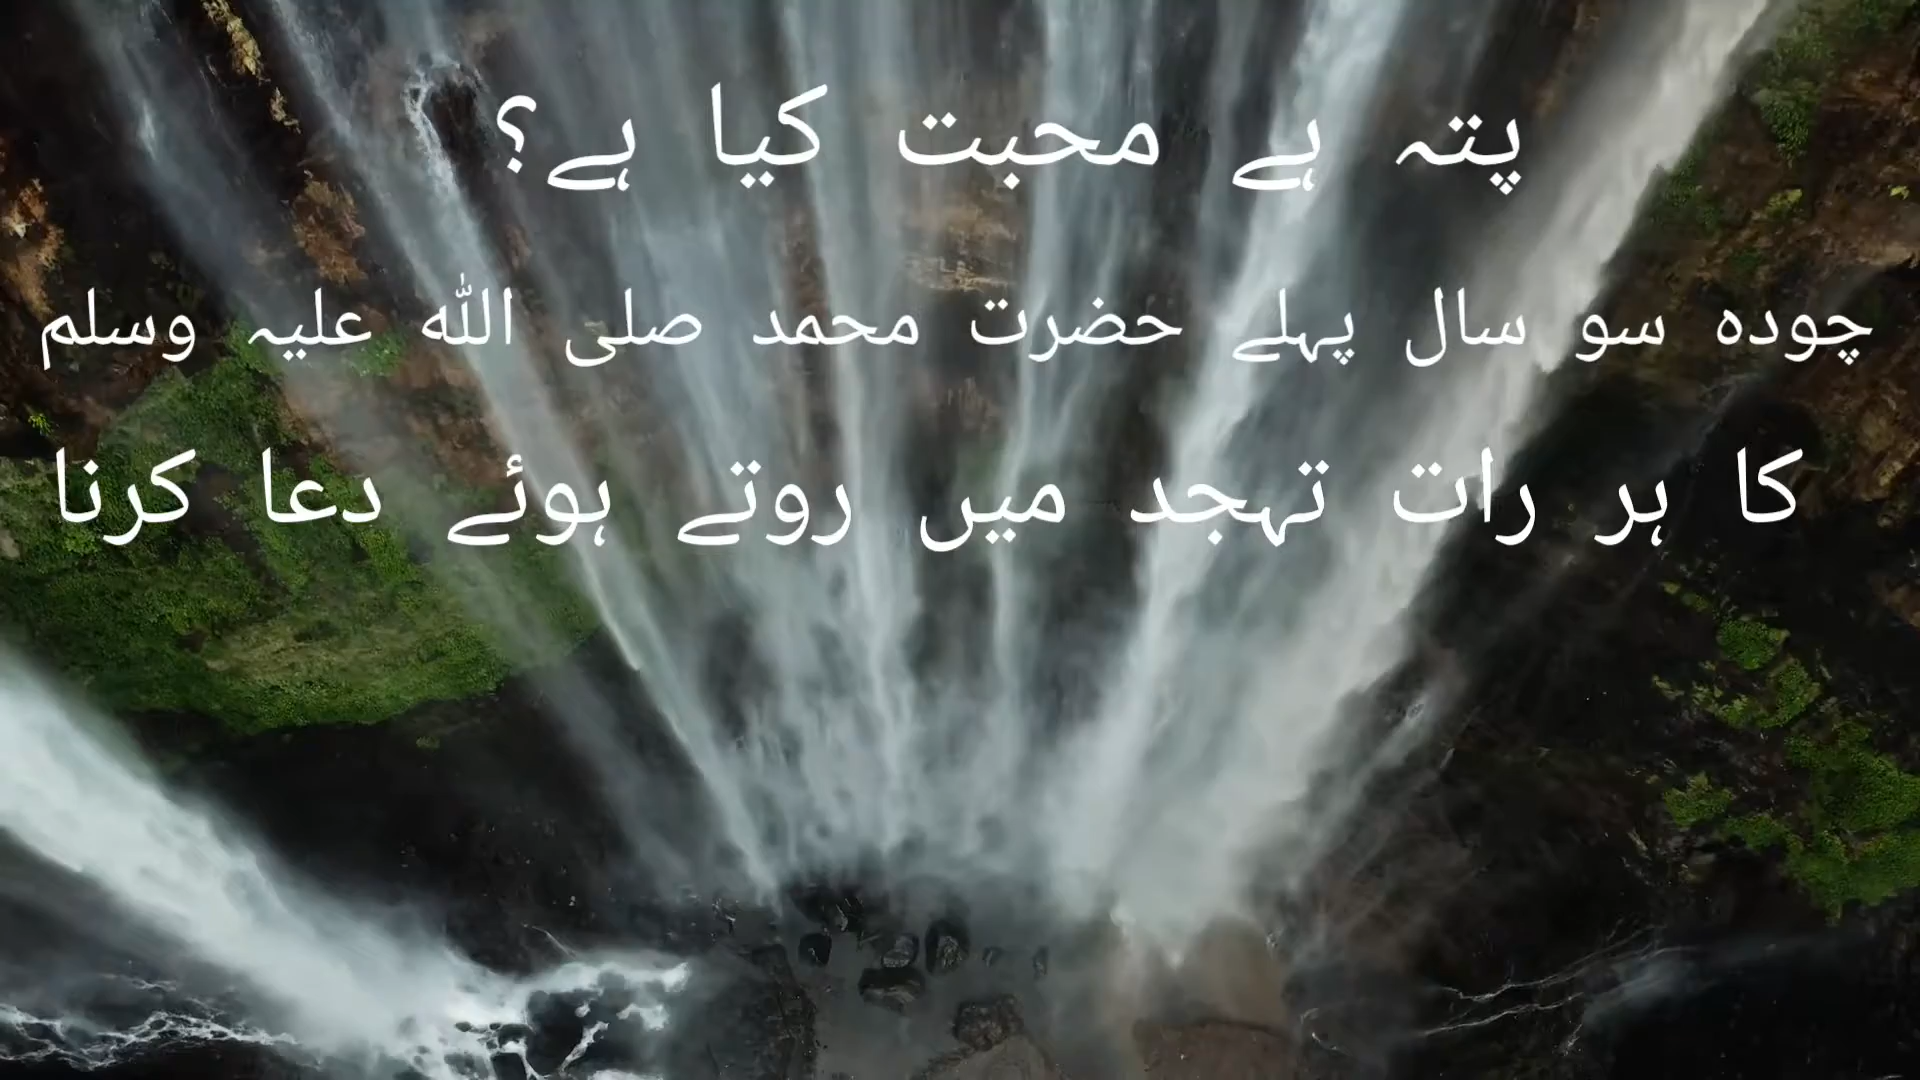 پتہ ہے محبت کیا ہے؟
چودہ سو سال پہلے حضرت محمد صلی اللہ علیہ وسلم
کا ہر رات تہجد میں روتے ہوئے دعا کرنا